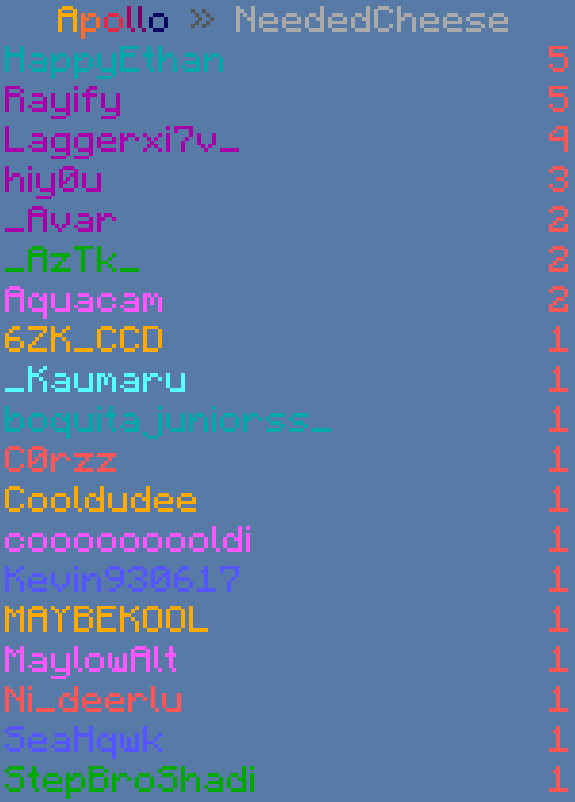 Apollo » NeededCheese
HappyEthan 5
Rayify 5
Laggerxi7v_ 4
hiy0u 3
_Avar 2
_AzTk_ 2
Aquacam 2
6ZK_CCD 1
_Kaumaru 1
boquitajuniorss_ 1
C0rzz 1
Cooldudee 1
coooooooldi 1
Kevin930617 1
MAYBEKOOL 1
MaylowAlt 1
Ni_deerlu 1
SeaHqwk 1
StepBroShadi 1